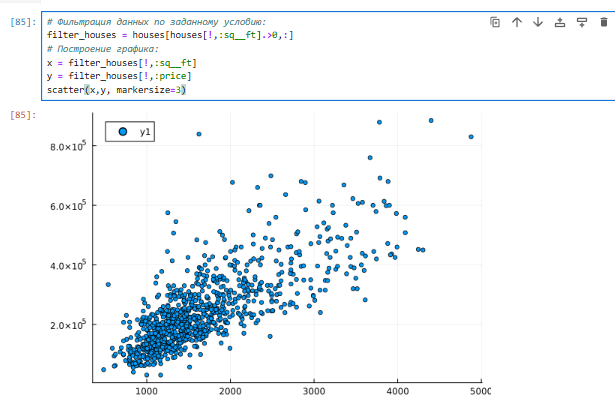 [85]: # Фильтрация данных по заданному условию:
filter_houses = houses[houses[!,:sq__ft].>0,:]
# Построение графика:
x = filter_houses[!,:sq__ft]
y = filter_houses[!,:price]
scatter(x,y, markersize=3)
[85]:
y1
8.0×10⁵
6.0×10⁵
4.0×10⁵
2.0×10⁵
1000 2000 3000 4000 5000